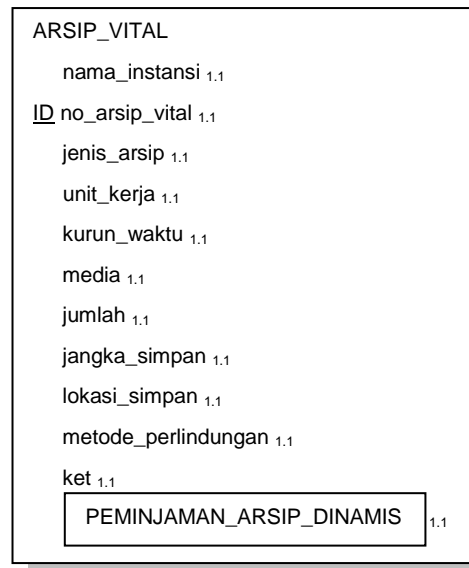 ARSIP_VITAL
nama_instansi 1.1
ID no_arsip_vital 1.1
jenis_arsip 1.1
unit_kerja 1.1
kurun_waktu 1.1
media 1.1
jumlah 1.1
jangka_simpan 1.1
lokasi_simpan 1.1
metode_perlindungan 1.1
ket 1.1
PEMINJAMAN_ARSIP_DINAMIS 1.1